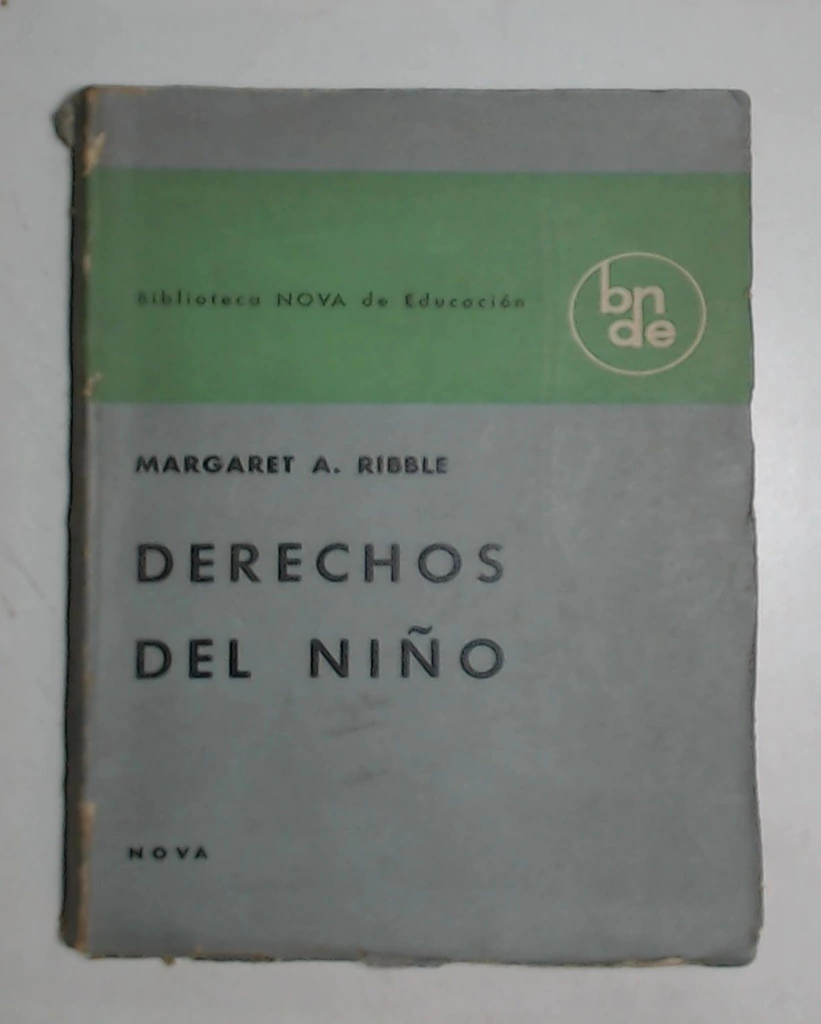 Biblioteca NOVA de Educación
bn
de
MARGARET A. RIBBLE
DERECHOS
DEL NIÑO
NOVA